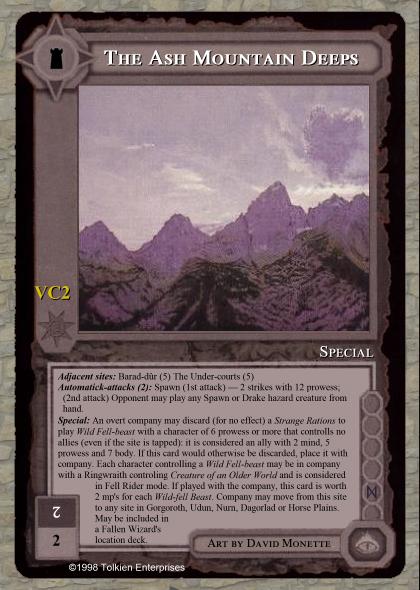 THE ASH MOUNTAIN DEEPS
VC2
SPECIAL
Adjacent sites: Barad-dûr (5) The Under-courts (5)
Automatick-attacks (2): Spawn (1st attack) — 2 strikes with 12 prowess;
(2nd attack) Opponent may play any Spawn or Drake hazard creature from
hand.
Special: An overt company may discard (for no effect) a Strange Rations to
play Wild Fell-beast with a character of 6 prowess or more that controlls no
allies (even if the site is tapped): it is considered an ally with 2 mind, 5
prowess and 7 body. If this card would otherwise be discarded, place it with
company. Each character controlling a Wild Fell-beast may be in company
with a Ringwraith controling Creature of an Older World and is considered
in Fell Rider mode. If played with the company, this card is worth
2 mp's for each Wild-fell Beast. Company may move from this site
to any site in Gorgoroth, Udun, Nurn, Dagorlad or Horse Plains.
May be included in
a Fallen Wizard's
location deck.
2
2
ART BY DAVID MONETTE
©1998 Tolkien Enterprises